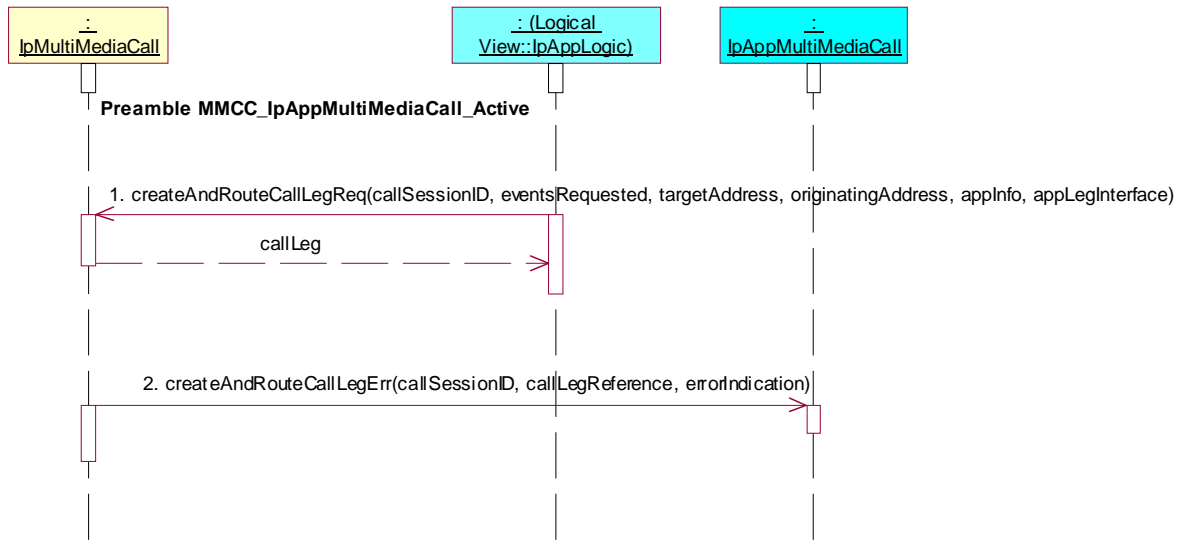 :
IpMultiMediaCall
: (Logical
View::IpAppLogic)
:
IpAppMultiMediaCall
Preamble MMCC_IpAppMultiMediaCall_Active
1. createAndRouteCallLegReq(callSessionID, eventsRequested, targetAddress, originatingAddress, appInfo, appLegInterface)
callLeg
2. createAndRouteCallLegErr(callSessionID, callLegReference, errorIndication)